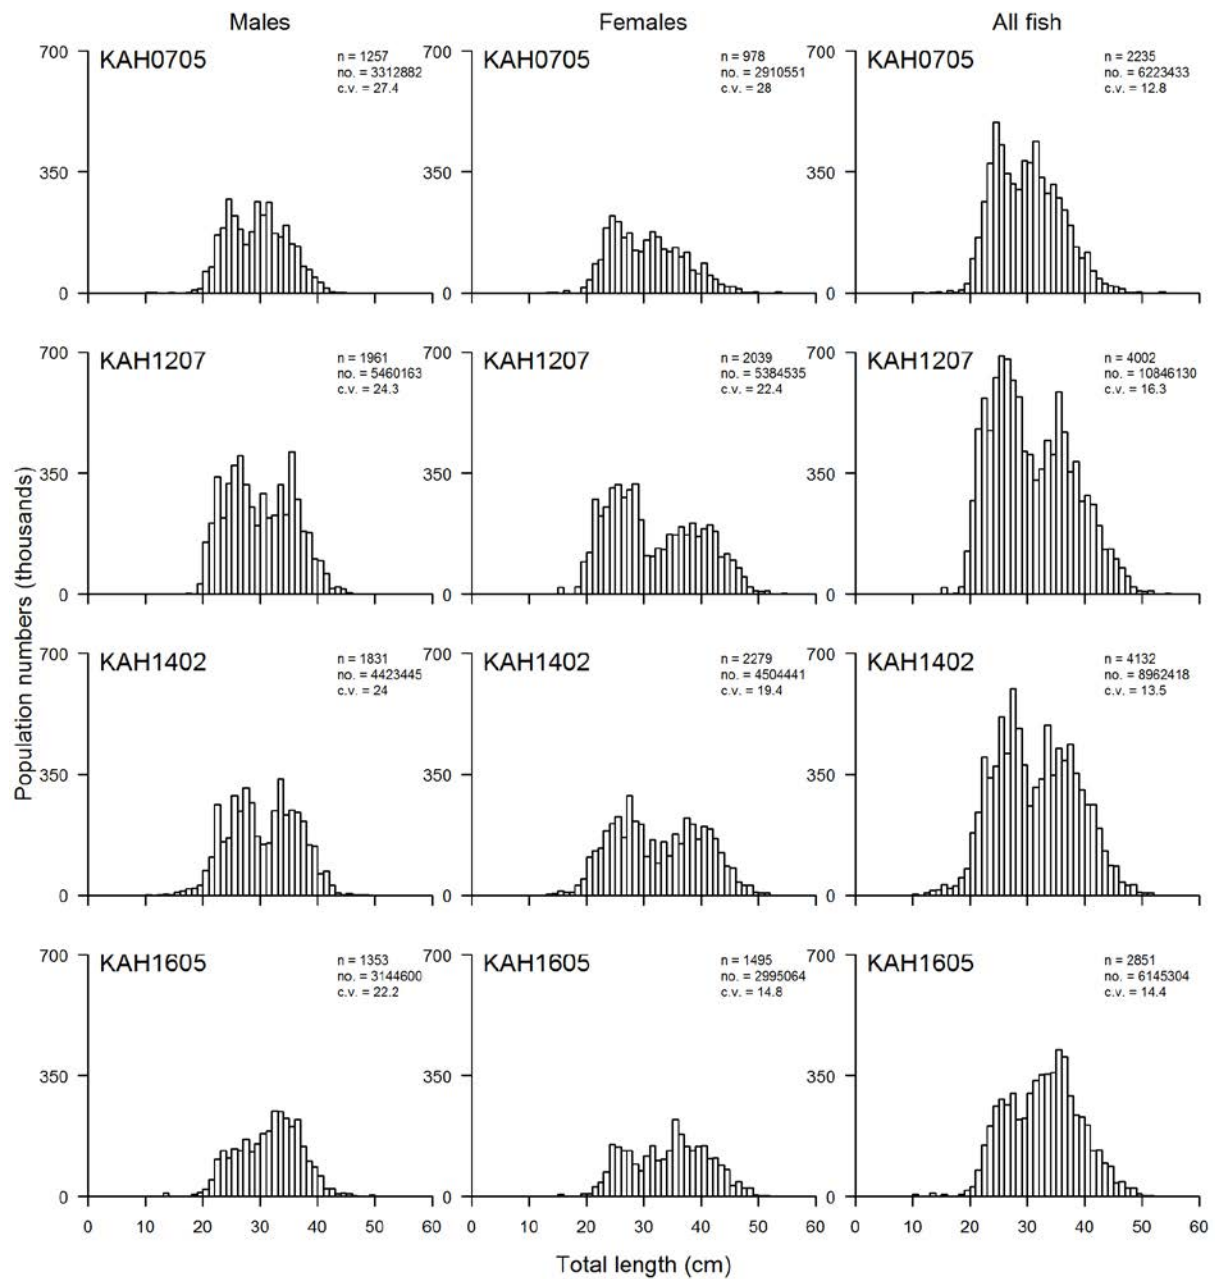 Males Females All fish
KAH0705 n = 1257 KAH0705 n = 978 KAH0705 n = 2235
no. = 3312882 no. = 2910551 no. = 6223433
c.v. = 27.4 c.v. = 28 c.v. = 12.8
700 700 700
350 350 350
0 0 0
KAH1207 n = 1961 KAH1207 n = 2039 KAH1207 n = 4002
no. = 5460163 no. = 5384535 no. = 10846130
c.v. = 24.3 c.v. = 22.4 c.v. = 16.3
700 700 700
350 350 350
0 0 0
KAH1402 n = 1831 KAH1402 n = 2279 KAH1402 n = 4132
no. = 4423445 no. = 4504441 no. = 8962418
c.v. = 24 c.v. = 19.4 c.v. = 13.5
700 700 700
350 350 350
0 0 0
KAH1605 n = 1353 KAH1605 n = 1495 KAH1605 n = 2851
no. = 3144600 no. = 2995064 no. = 6145304
c.v. = 22.2 c.v. = 14.8 c.v. = 14.4
700 700 700
350 350 350
0 0 0
0 10 20 30 40 50 60 0 10 20 30 40 50 60 0 10 20 30 40 50 60
Population numbers (thousands)
Total length (cm)